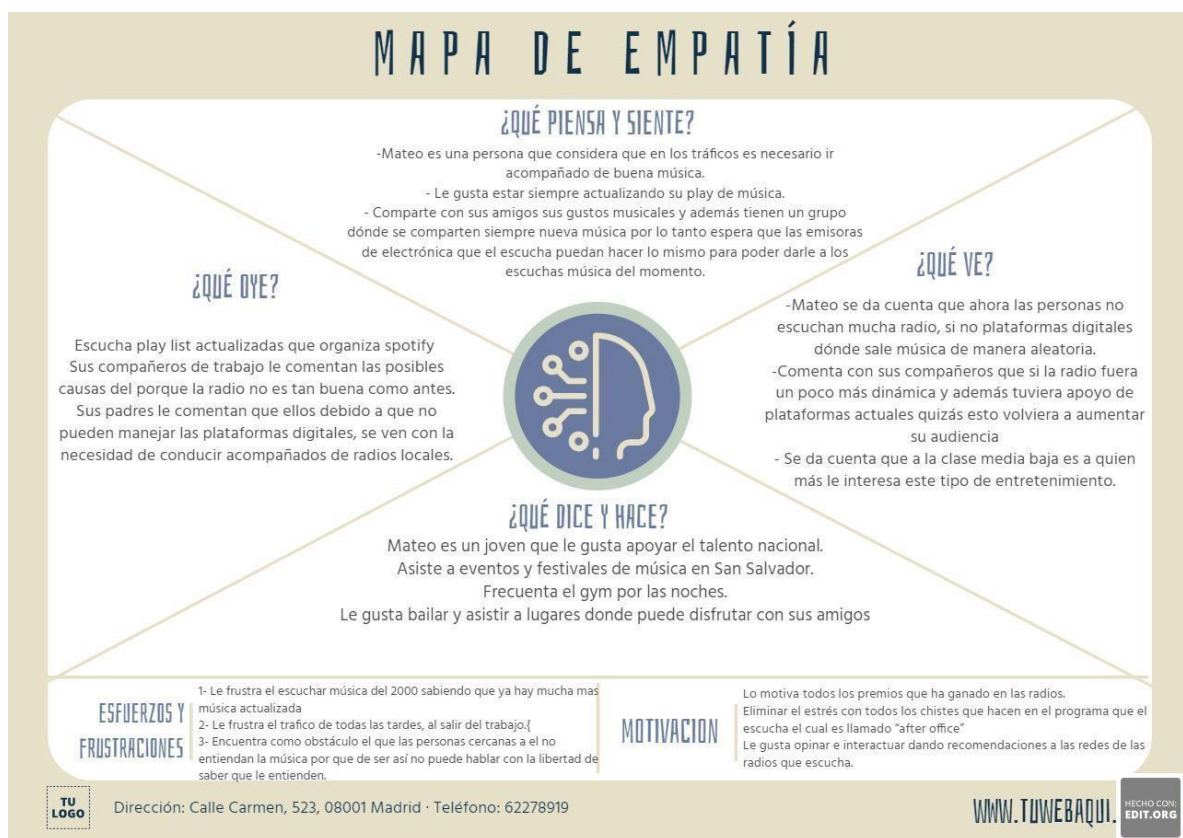 MAPA DE EMPATÍA
¿QUÉ PIENSA Y SIENTE?
-Mateo es una persona que considera que en los tráficos es necesario ir
acompañado de buena música.
- Le gusta estar siempre actualizando su play de música.
- Comparte con sus amigos sus gustos musicales y además tienen un grupo
dónde se comparten siempre nueva música por lo tanto espera que las emisoras
de electrónica que el escucha puedan hacer lo mismo para poder darle a los
escuchas música del momento.
¿QUÉ OYE?
Escucha play list actualizadas que organiza spotify
Sus compañeros de trabajo le comentan las posibles
causas del porque la radio no es tan buena como antes.
Sus padres le comentan que ellos debido a que no
pueden manejar las plataformas digitales, se ven con la
necesidad de conducir acompañados de radios locales.
¿QUÉ VE?
-Mateo se da cuenta que ahora las personas no
escuchan mucha radio, si no plataformas digitales
dónde sale música de manera aleatoria.
-Comenta con sus compañeros que si la radio fuera
un poco más dinámica y además tuviera apoyo de
plataformas actuales quizás esto volviera a aumentar
su audiencia
- Se da cuenta que a la clase media baja es a quien
más le interesa este tipo de entretenimiento.
¿QUÉ DICE Y HACE?
Mateo es un joven que le gusta apoyar el talento nacional.
Asiste a eventos y festivales de música en San Salvador.
Frecuenta el gym por las noches.
Le gusta bailar y asistir a lugares donde puede disfrutar con sus amigos
ESFUERZOS Y
FRUSTRACIONES
1- Le frustra el escuchar música del 2000 sabiendo que ya hay mucha mas
música actualizada
2- Le frustra el trafico de todas las tardes, al salir del trabajo.{
3- Encuentra como obstáculo el que las personas cercanas a el no
entiendan la música por que de ser así no puede hablar con la libertad de
saber que le entienden.
MOTIVACION
Lo motiva todos los premios que ha ganado en las radios.
Eliminar el estrés con todos los chistes que hacen en el programa que el
escucha el cual es llamado “after office”
Le gusta opinar e interactuar dando recomendaciones a las redes de las
radios que escucha.
TU
LOGO
Dirección: Calle Carmen, 523, 08001 Madrid · Teléfono: 62278919
WWW.TUWEBAQUI.
HECHO CON:
EDIT.ORG